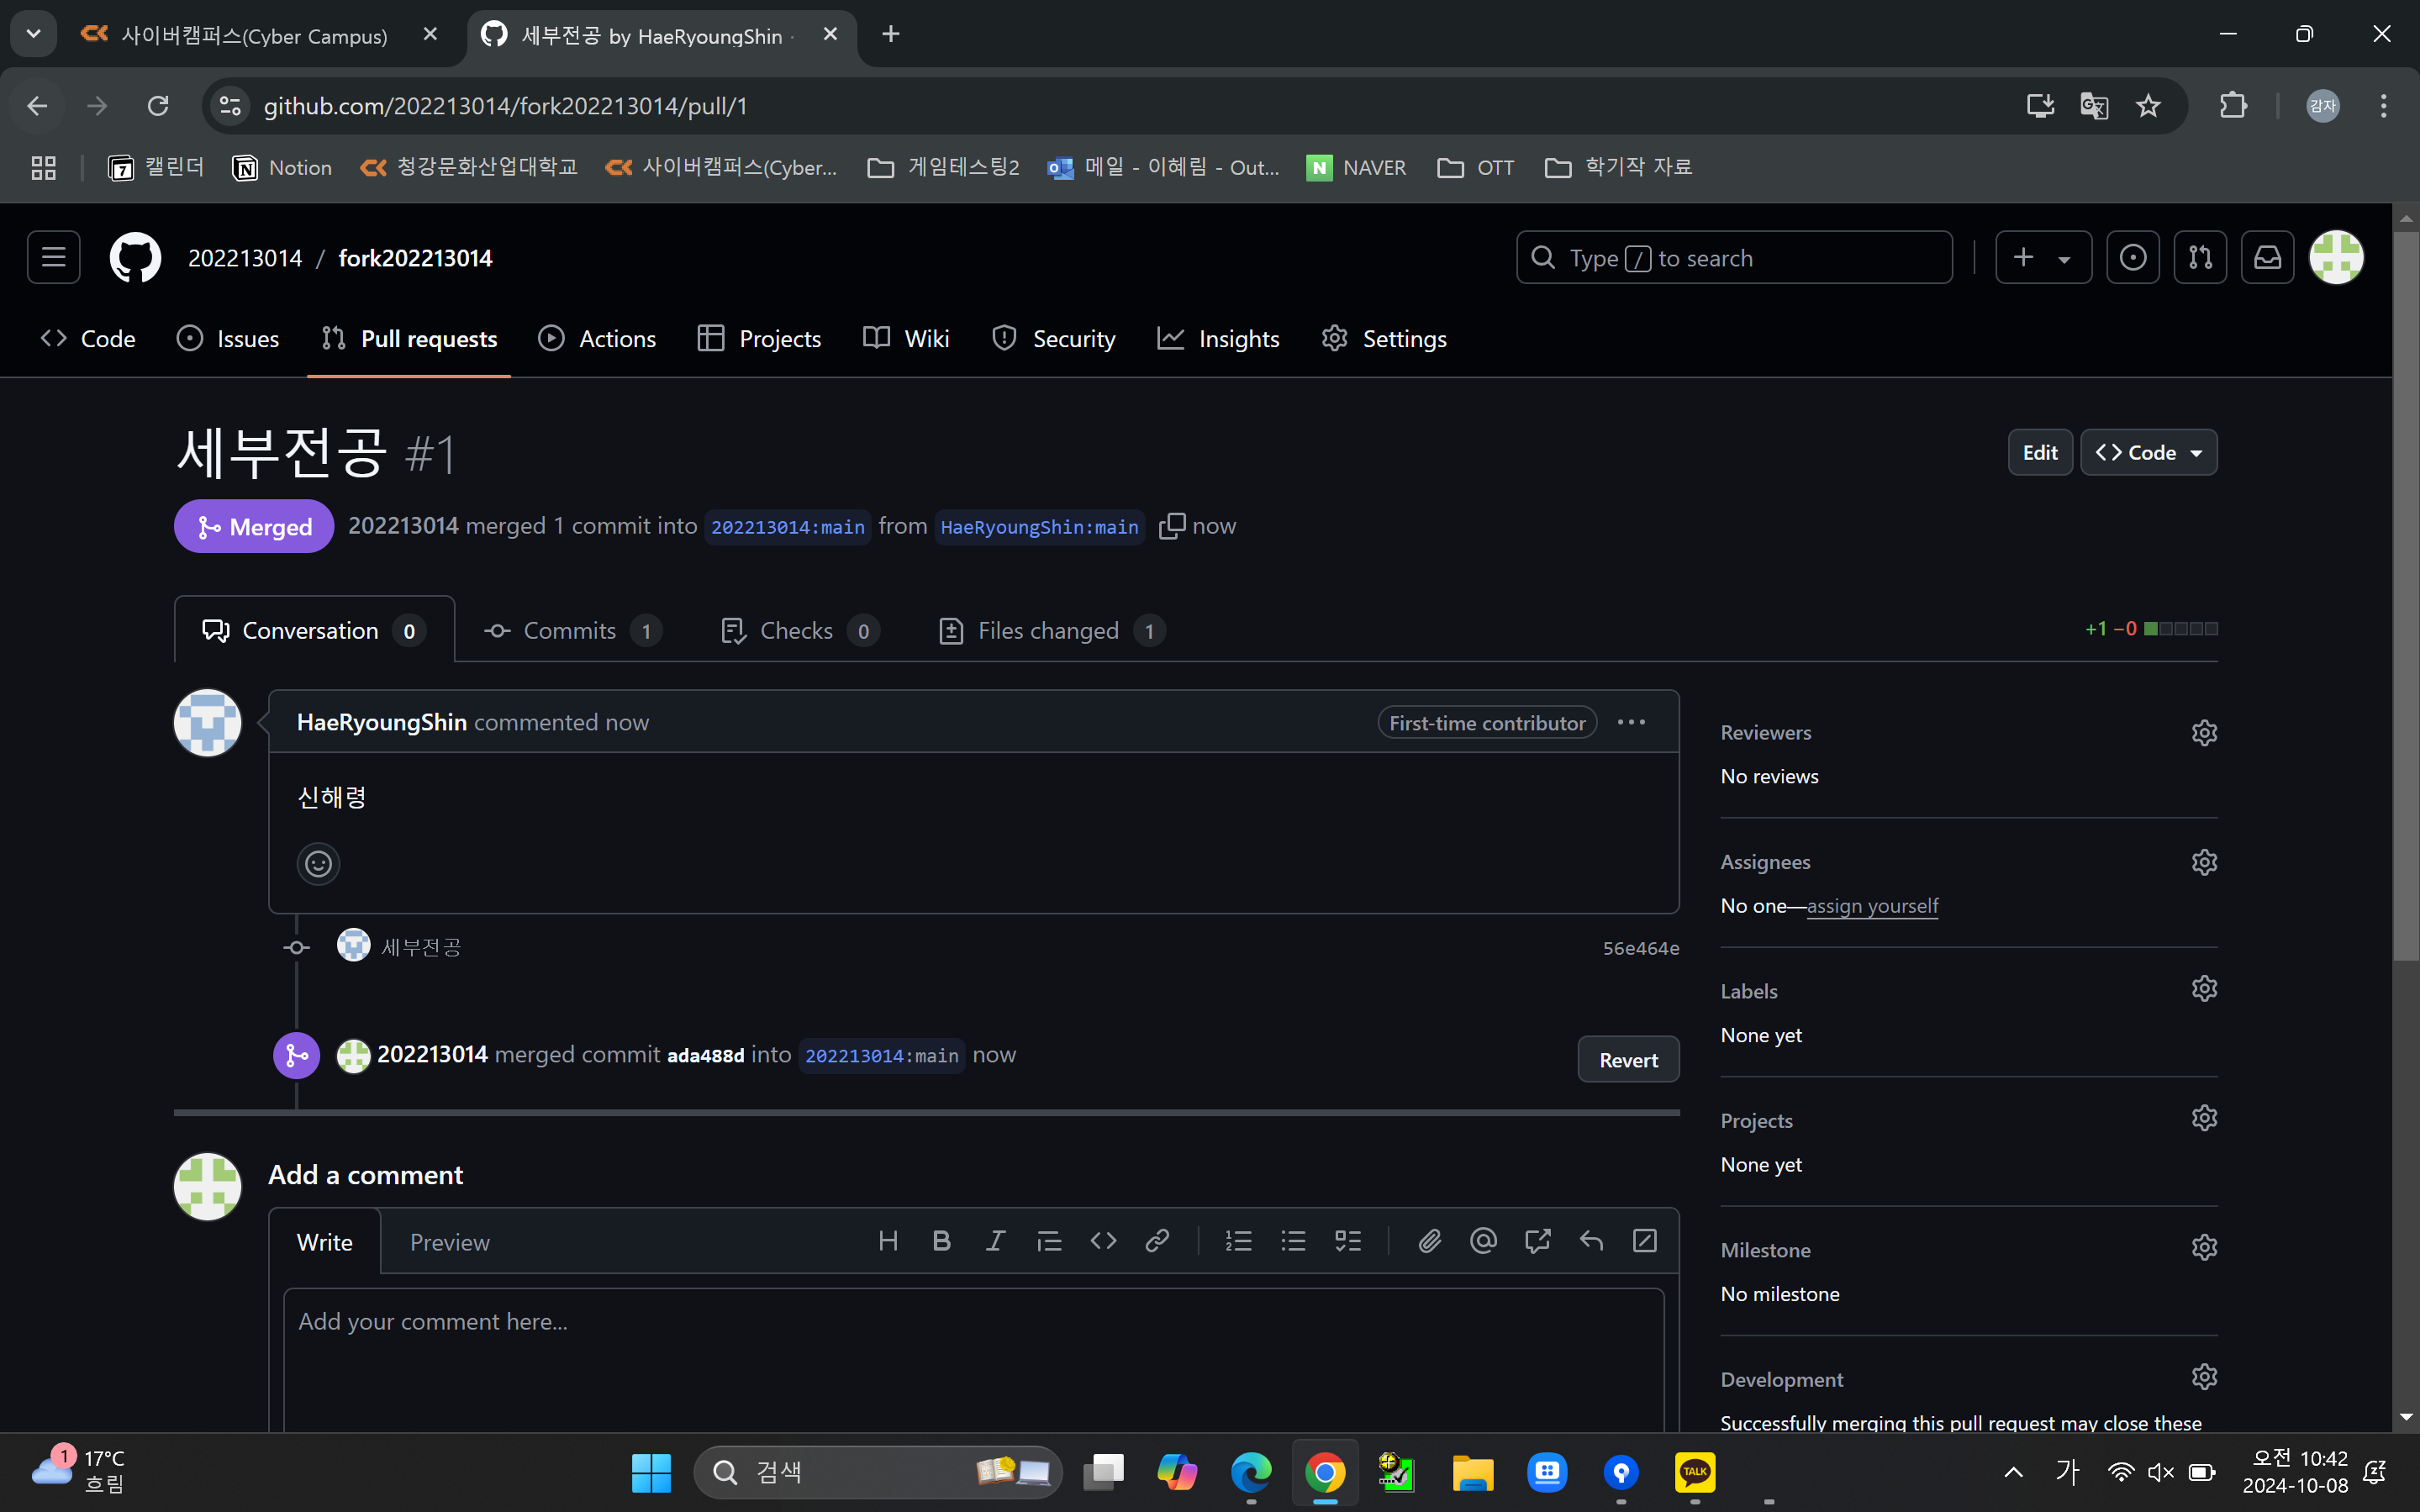 사이버캠퍼스(Cyber Campus)
세부전공 by HaeRyoungShin ·
github.com/202213014/fork202213014/pull/1
감자
7 캘린더
Notion
청강문화산업대학교
사이버캠퍼스(Cyber...
게임테스팅2
메일 - 이혜림 - Out...
N NAVER
OTT
학기작 자료
202213014 / fork202213014
Type / to search
Code
Issues
Pull requests
Actions
Projects
Wiki
Security
Insights
Settings
세부전공 #1
Edit
Code
Merged 202213014 merged 1 commit into 202213014:main from HaeRyoungShin:main now
Conversation 0
Commits 1
Checks 0
Files changed 1
+1 −0
HaeRyoungShin commented now
First-time contributor
신해령
세부전공
56e464e
202213014 merged commit ada488d into 202213014:main now
Revert
Add a comment
Write
Preview
Add your comment here...
Reviewers
No reviews
Assignees
No one—assign yourself
Labels
None yet
Projects
None yet
Milestone
No milestone
Development
Successfully merging this pull request may close these
1
17°C
흐림
검색
TALK
가
오전 10:42
2024-10-08